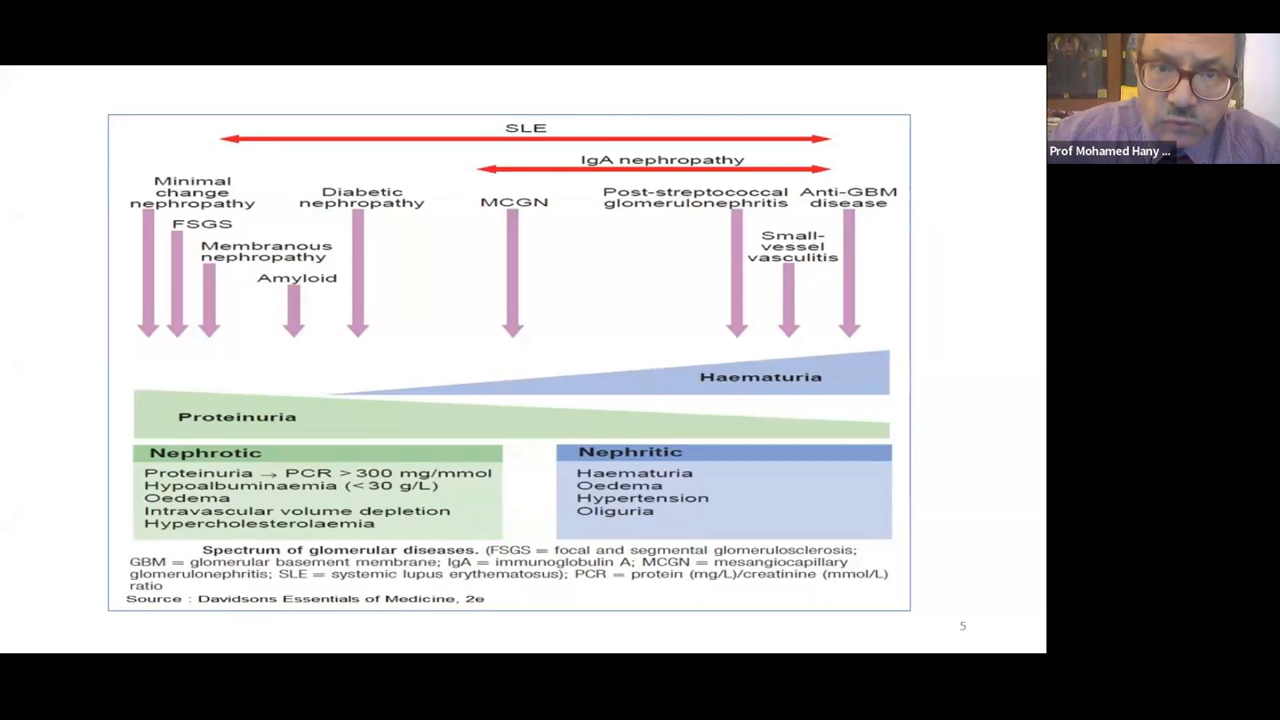 SLE
IgA nephropathy
Minimal
change
nephropathy
FSGS
Membranous
nephropathy
Amyloid
Diabetic
nephropathy
MCGN
Post-streptococcal
glomerulonephritis
Small-
vessel
vasculitis
Anti-GBM
disease
Haematuria
Proteinuria
Nephrotic
Proteinuria → PCR > 300 mg/mmol
Hypoalbuminaemia (< 30 g/L)
Oedema
Intravascular volume depletion
Hypercholesterolaemia
Nephritic
Haematuria
Oedema
Hypertension
Oliguria
Spectrum of glomerular diseases. (FSGS = focal and segmental glomerulosclerosis;
GBM = glomerular basement membrane; IgA = immunoglobulin A; MCGN = mesangiocapillary
glomerulonephritis; SLE = systemic lupus erythematosus); PCR = protein (mg/L)/creatinine (mmol/L)
ratio
Source : Davidsons Essentials of Medicine, 2e
5
Prof Mohamed Hany ...